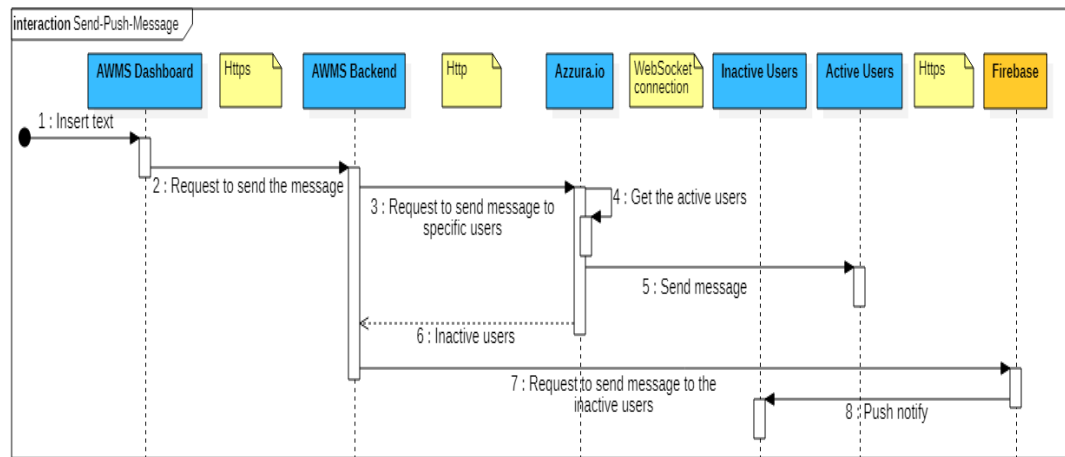 interaction Send-Push-Message
AWMS Dashboard
Https
AWMS Backend
Http
Azzura.io
WebSocket
connection
Inactive Users
Active Users
Https
Firebase
1 : Insert text
2 : Request to send the message
3 : Request to send message to
specific users
4 : Get the active users
5 : Send message
6 : Inactive users
7 : Request to send message to the
inactive users
8 : Push notify